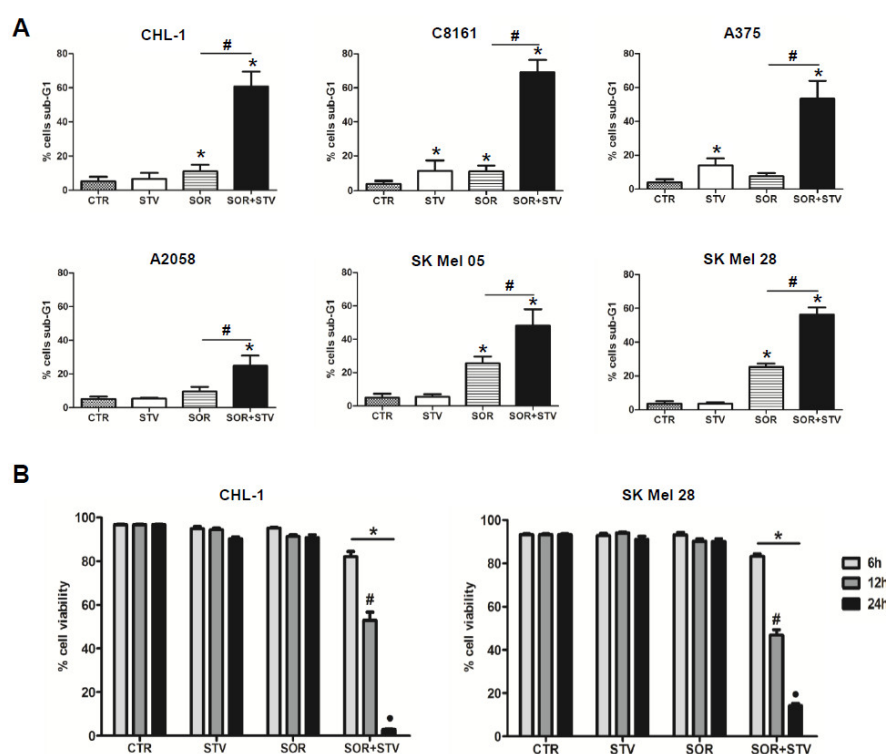 A
CHL-1
#
*
*
% cells sub-G1
80
60
40
20
0
CTR STV SOR SOR+STV
C8161
#
*
*
*
% cells sub-G1
80
60
40
20
0
CTR STV SOR SOR+STV
A375
#
*
*
% cells sub-G1
80
60
40
20
0
CTR STV SOR SOR+STV
A2058
#
*
% cells sub-G1
80
60
40
20
0
CTR STV SOR SOR+STV
SK Mel 05
#
*
*
% cells sub-G1
80
60
40
20
0
CTR STV SOR SOR+STV
SK Mel 28
#
*
*
% cells sub-G1
80
60
40
20
0
CTR STV SOR SOR+STV
B
CHL-1
*
#
% cell viability
100
80
60
40
20
0
CTR STV SOR SOR+STV
SK Mel 28
*
#
% cell viability
100
80
60
40
20
0
CTR STV SOR SOR+STV
6h
12h
24h